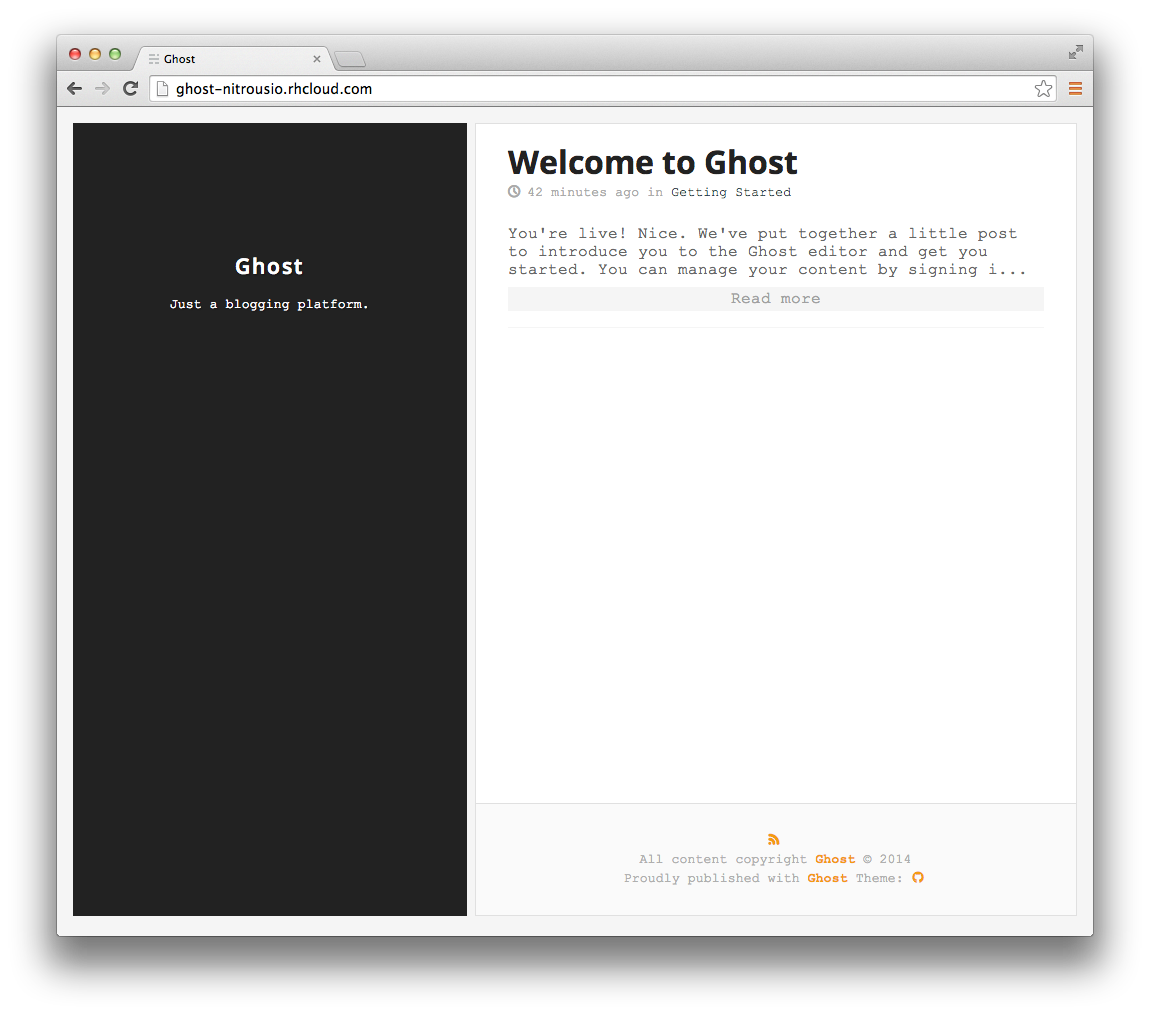 Ghost
ghost-nitrousio.rhcloud.com
Ghost
Just a blogging platform.
Welcome to Ghost
42 minutes ago in Getting Started
You're live! Nice. We've put together a little post
to introduce you to the Ghost editor and get you
started. You can manage your content by signing i...
Read more
All content copyright Ghost © 2014
Proudly published with Ghost Theme: